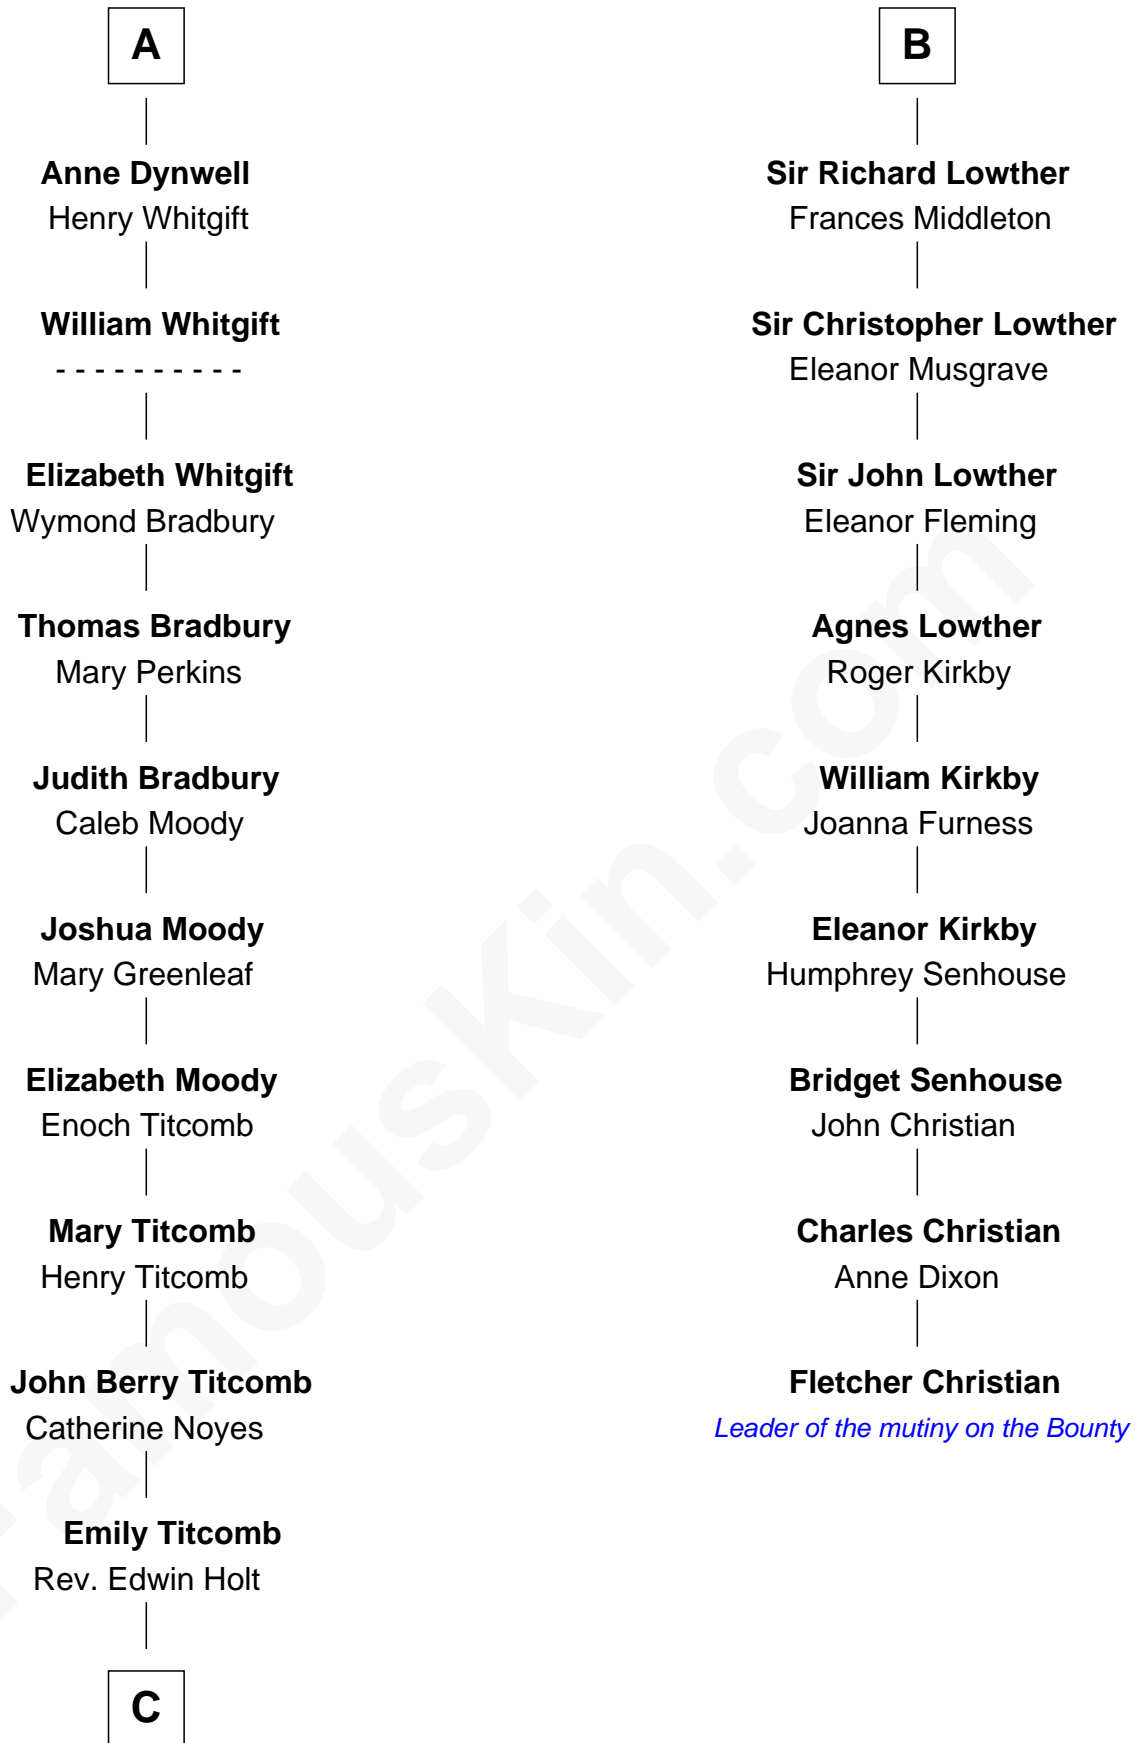 A
Anne Dynwell
Henry Whitgift
William Whitgift
- - - - - - - - - -
Elizabeth Whitgift
Wymond Bradbury
Thomas Bradbury
Mary Perkins
Judith Bradbury
Caleb Moody
Joshua Moody
Mary Greenleaf
Elizabeth Moody
Enoch Titcomb
Mary Titcomb
Henry Titcomb
John Berry Titcomb
Catherine Noyes
Emily Titcomb
Rev. Edwin Holt
C
B
Sir Richard Lowther
Frances Middleton
Sir Christopher Lowther
Eleanor Musgrave
Sir John Lowther
Eleanor Fleming
Agnes Lowther
Roger Kirkby
William Kirkby
Joanna Furness
Eleanor Kirkby
Humphrey Senhouse
Bridget Senhouse
John Christian
Charles Christian
Anne Dixon
Fletcher Christian
Leader of the mutiny on the Bounty
FamousKin.com